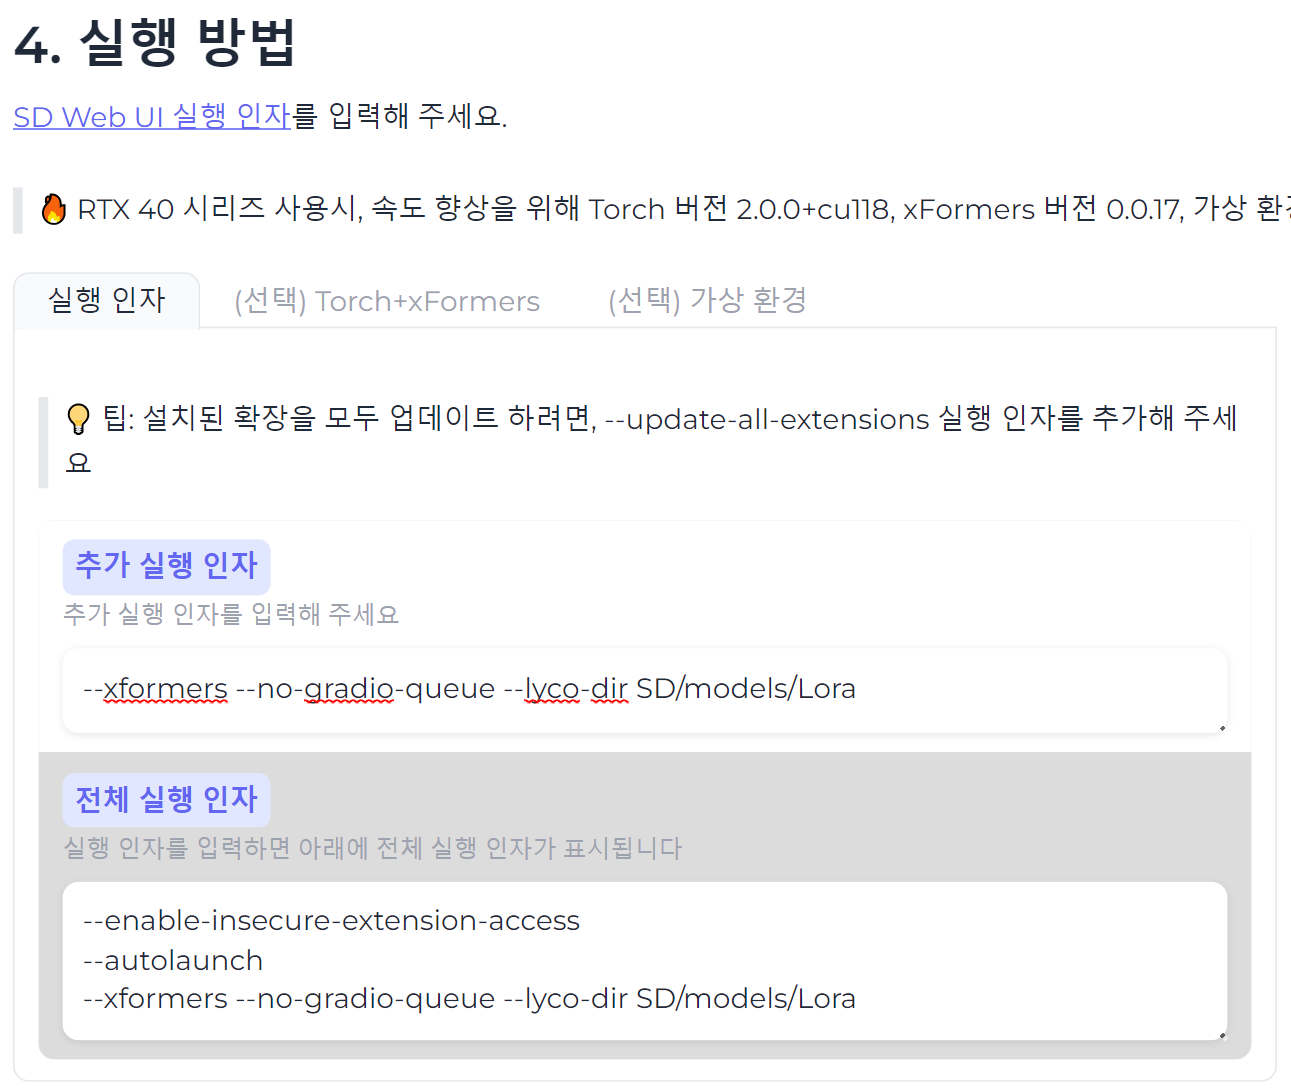 4. 실행 방법
SD Web UI 실행 인자를 입력해 주세요.
🔥 RTX 40 시리즈 사용시, 속도 향상을 위해 Torch 버전 2.0.0+cu118, xFormers 버전 0.0.17, 가상
실행 인자
(선택) Torch+xFormers
(선택) 가상 환경
💡 팁: 설치된 확장을 모두 업데이트 하려면, --update-all-extensions 실행 인자를 추가해 주세
요
추가 실행 인자
추가 실행 인자를 입력해 주세요
--xformers --no-gradio-queue --lyco-dir SD/models/Lora
전체 실행 인자
실행 인자를 입력하면 아래에 전체 실행 인자가 표시됩니다
--enable-insecure-extension-access
--autolaunch
--xformers --no-gradio-queue --lyco-dir SD/models/Lora